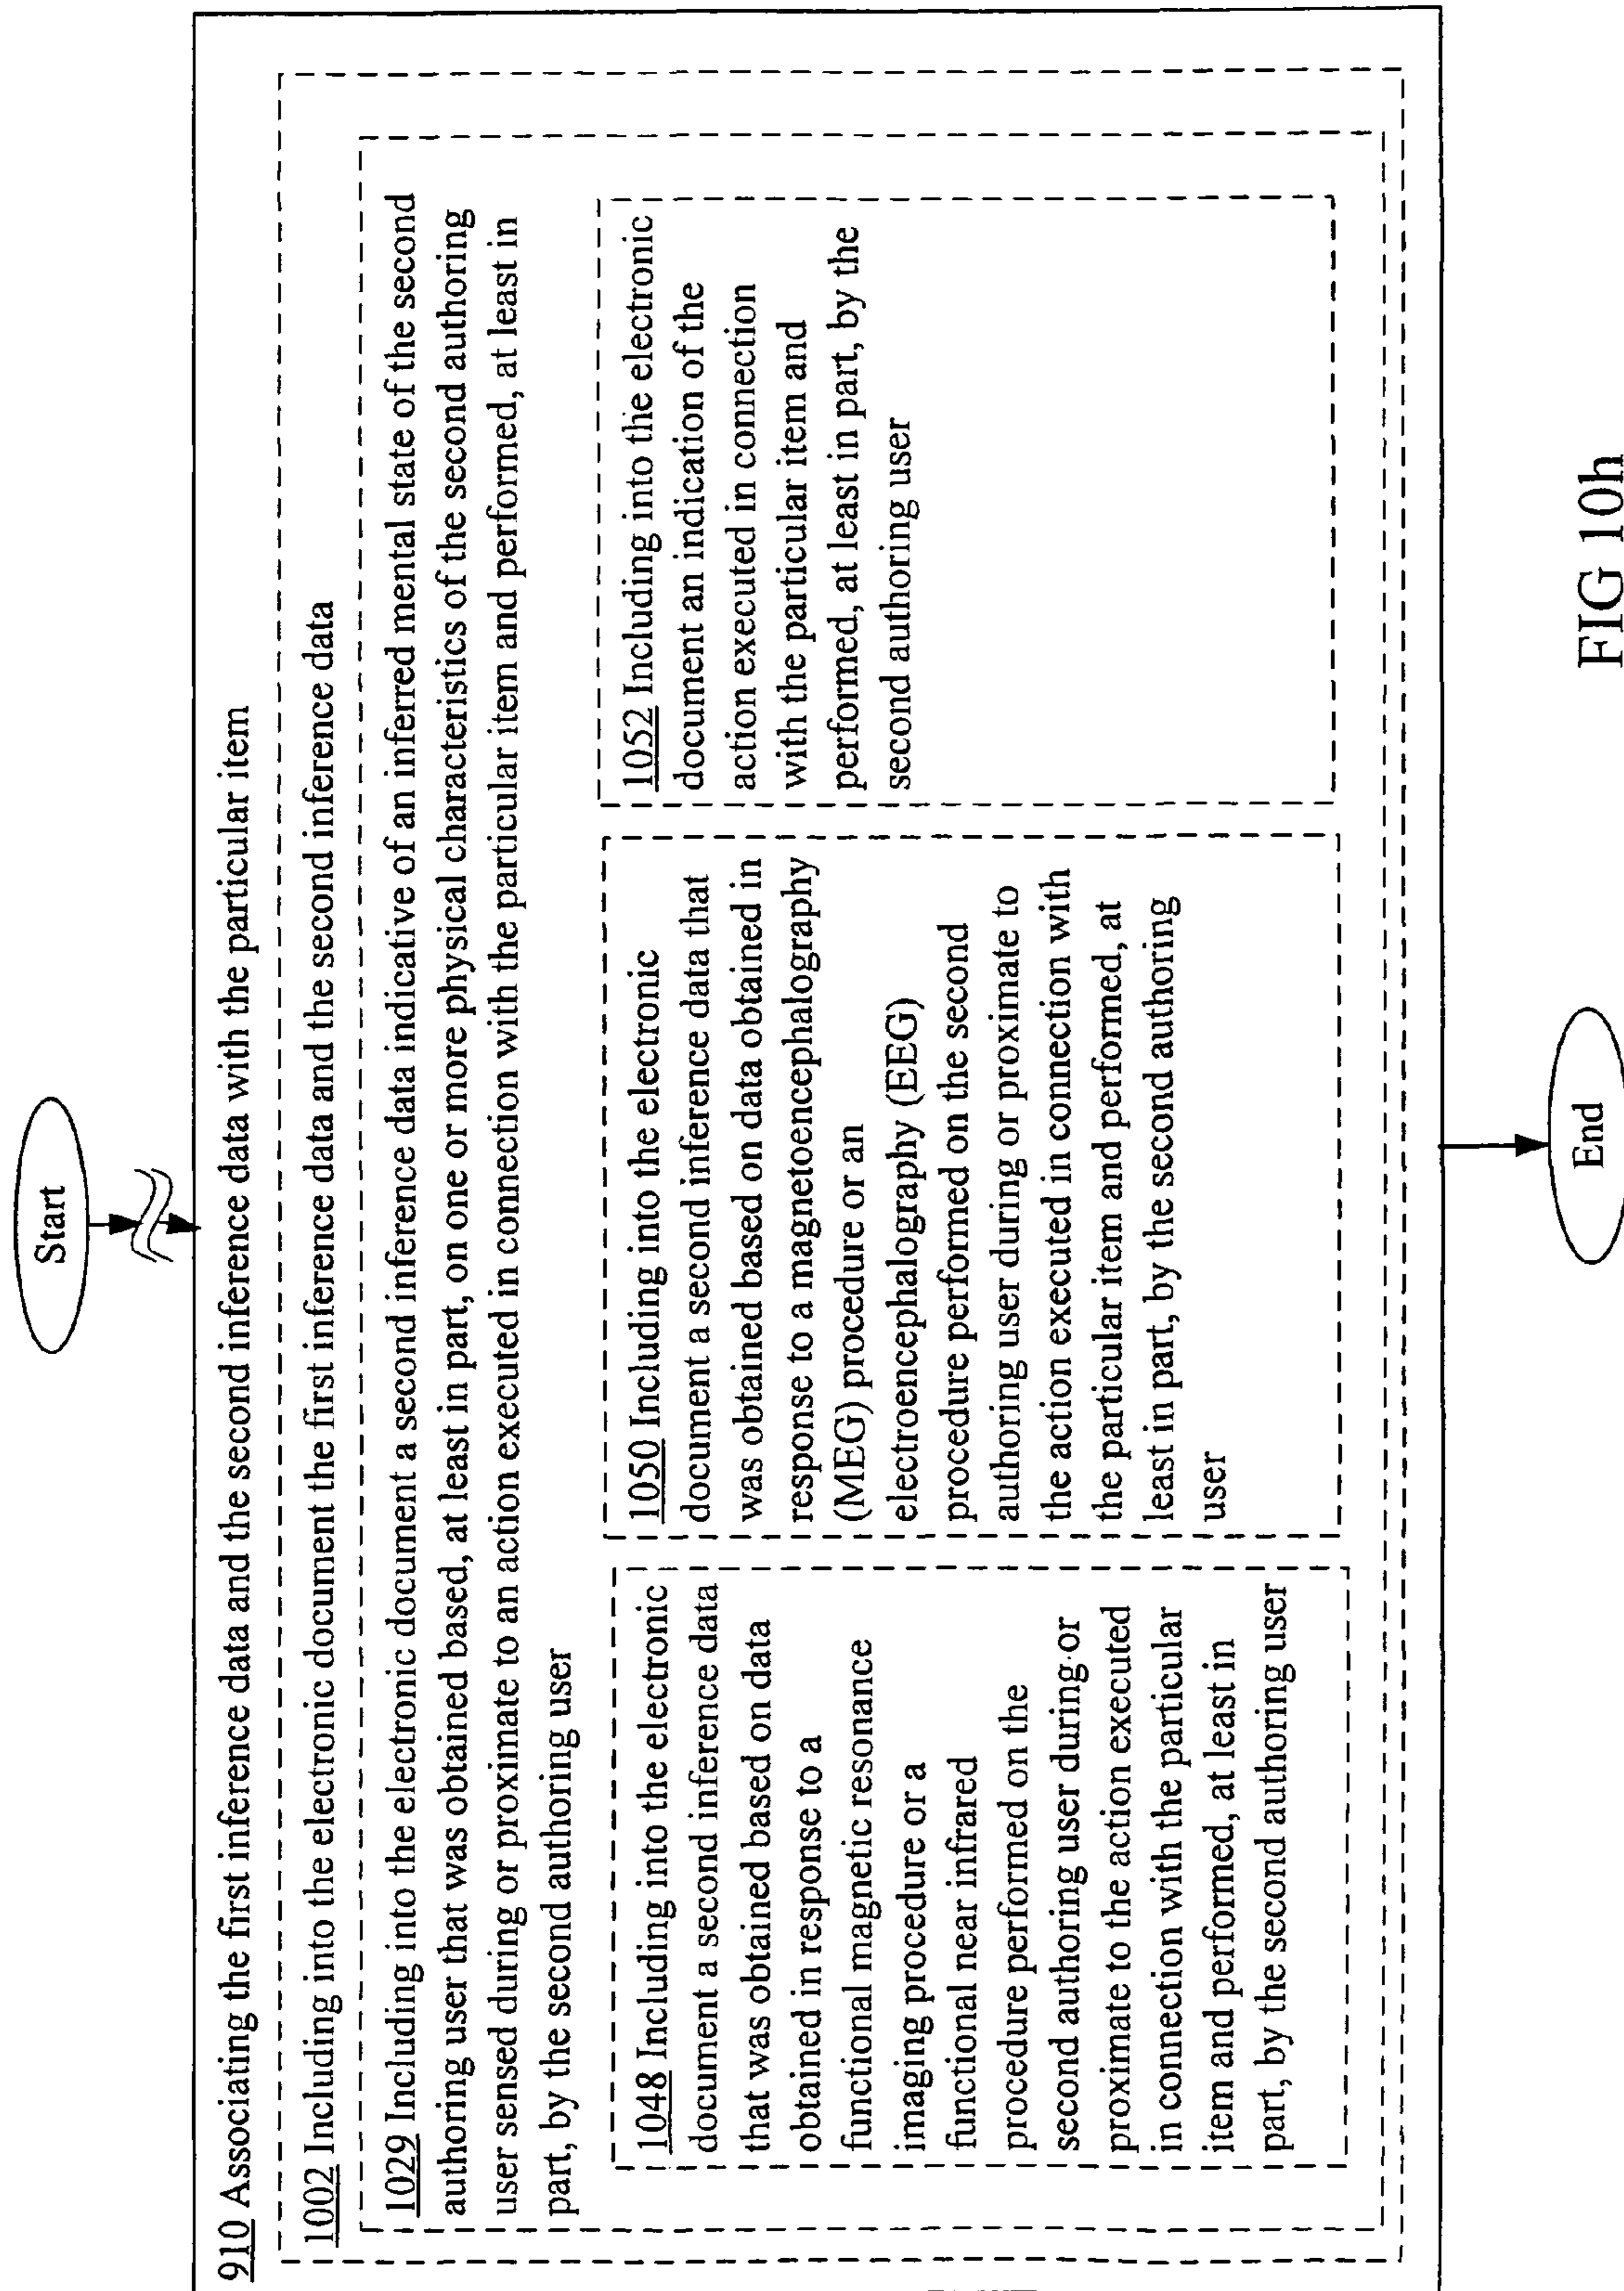 Start
910 Associating the first inference data and the second inference data with the particular item
1002 Including into the electronic document the first inference data and the second inference data
1029 Including into the electronic document a second inference data indicative of an inferred mental state of the second
authoring user that was obtained based, at least in part, on one or more physical characteristics of the second authoring
user sensed during or proximate to an action executed in connection with the particular item and performed, at least in
part, by the second authoring user
1048 Including into the electronic
document a second inference data
that was obtained based on data
obtained in response to a
functional magnetic resonance
imaging procedure or a
functional near infrared
procedure performed on the
second authoring user during or
proximate to the action executed
in connection with the particular
item and performed, at least in
part, by the second authoring user
1050 Including into the electronic
document a second inference data that
was obtained based on data obtained in
response to a magnetoencephalography
(MEG) procedure or an
electroencephalography (EEG)
procedure performed on the second
authoring user during or proximate to
the action executed in connection with
the particular item and performed, at
least in part, by the second authoring
user
1052 Including into the electronic
document an indication of the
action executed in connection
with the particular item and
performed, at least in part, by the
second authoring user
End
FIG 10h